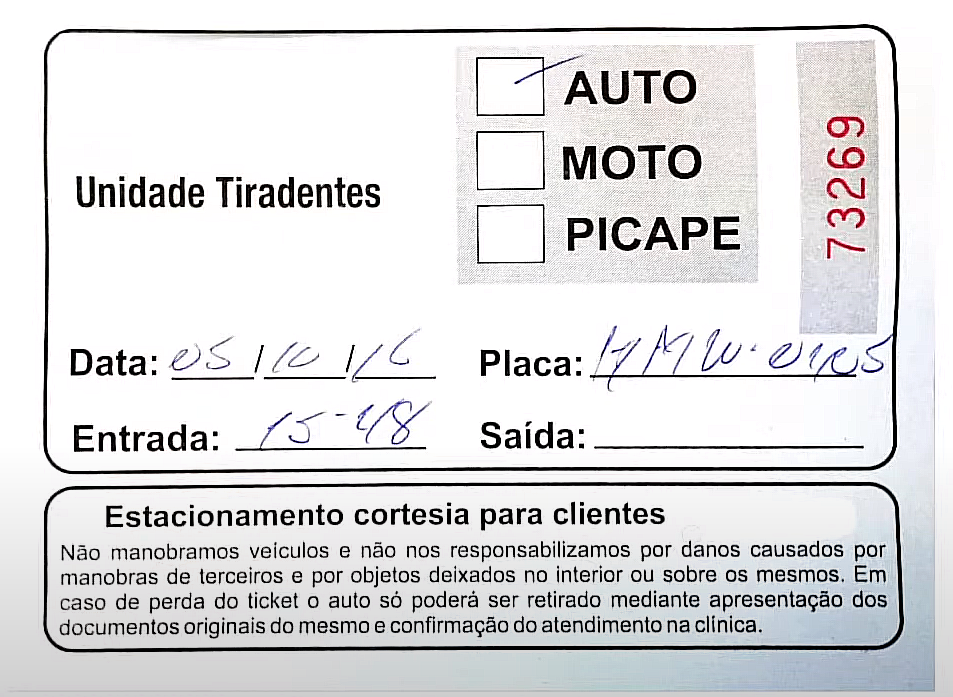 AUTO
MOTO
PICAPE
73269
Unidade Tiradentes
Data: 05/10/16 Placa:
Entrada: 15-48 Saída:
Estacionamento cortesia para clientes
Não manobramos veículos e não nos responsabilizamos por danos causados por
manobras de terceiros e por objetos deixados no interior ou sobre os mesmos. Em
caso de perda do ticket o auto só poderá ser retirado mediante apresentação dos
documentos originais do mesmo e confirmação do atendimento na clínica.